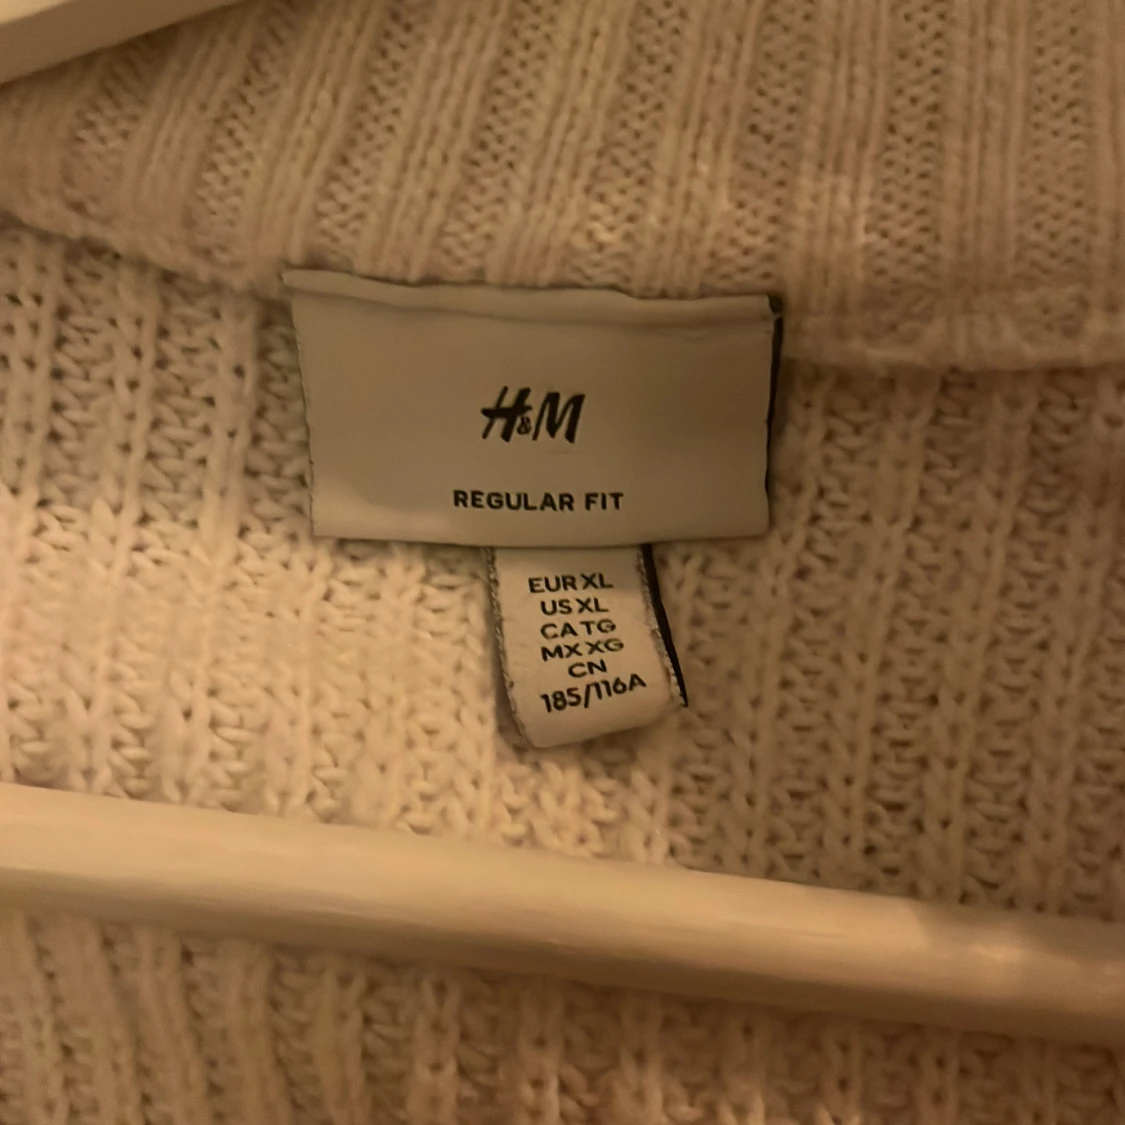 H&M
REGULAR FIT
EUR XL
US XL
CA TG
MX XG
CN
185/116A